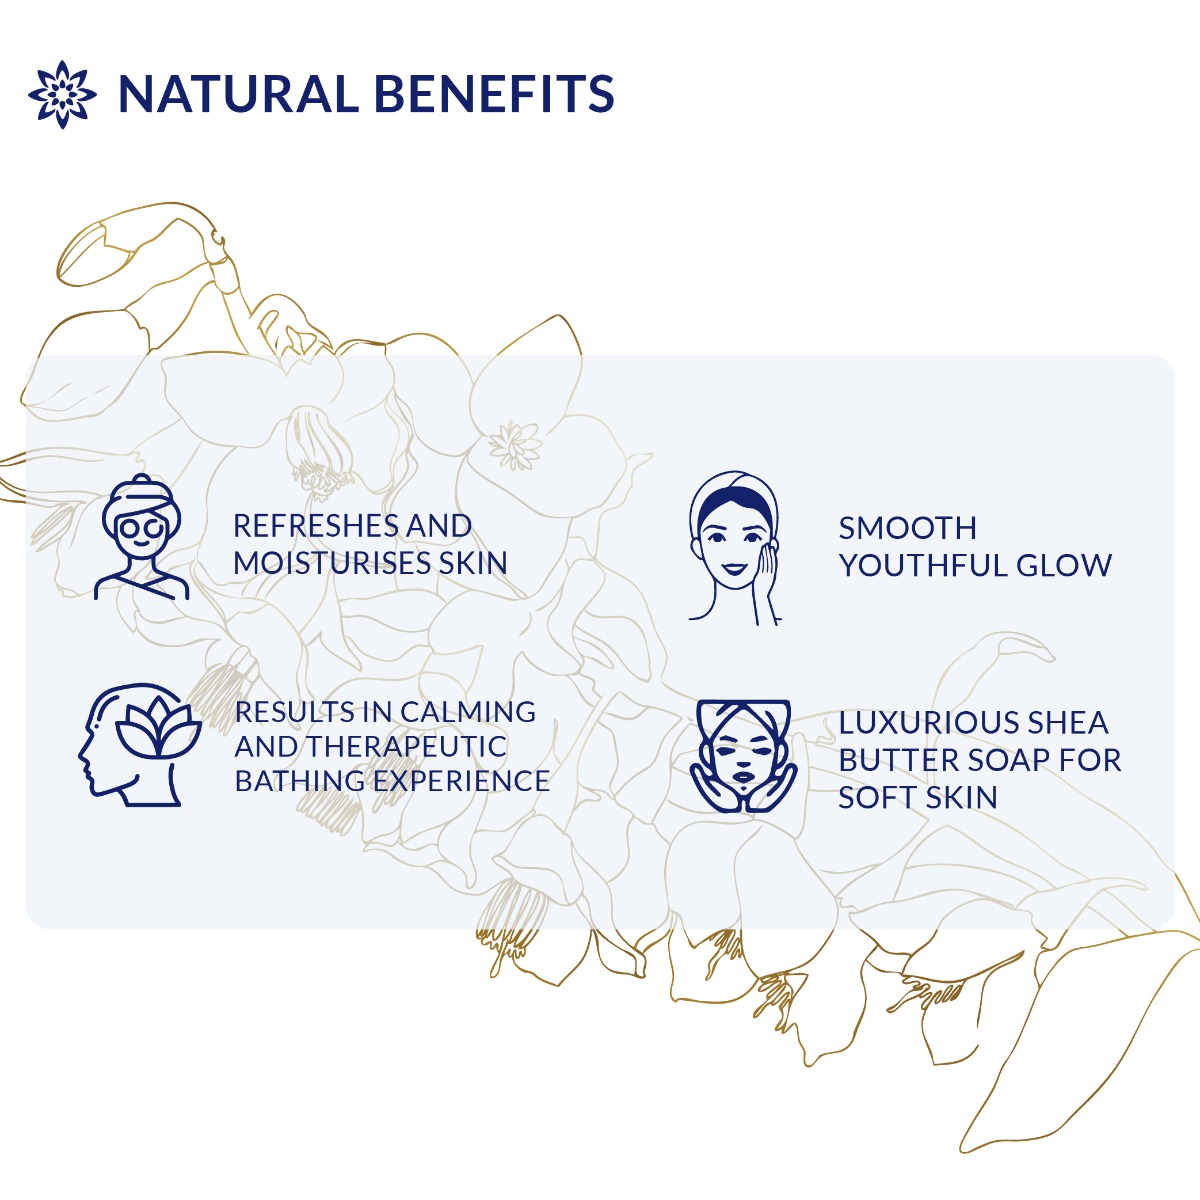 NATURAL BENEFITS
REFRESHES AND
MOISTURISES SKIN
SMOOTH
YOUTHFUL GLOW
RESULTS IN CALMING
AND THERAPEUTIC
BATHING EXPERIENCE
LUXURIOUS SHEA
BUTTER SOAP FOR
SOFT SKIN